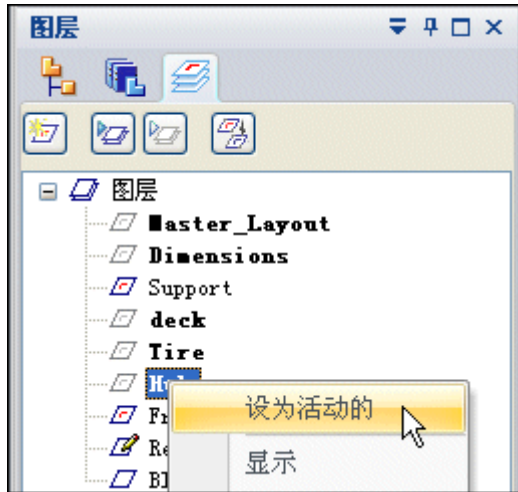 图层
图层
Master_Layout
Dimensions
Support
deck
Tire
设为活动的
显示